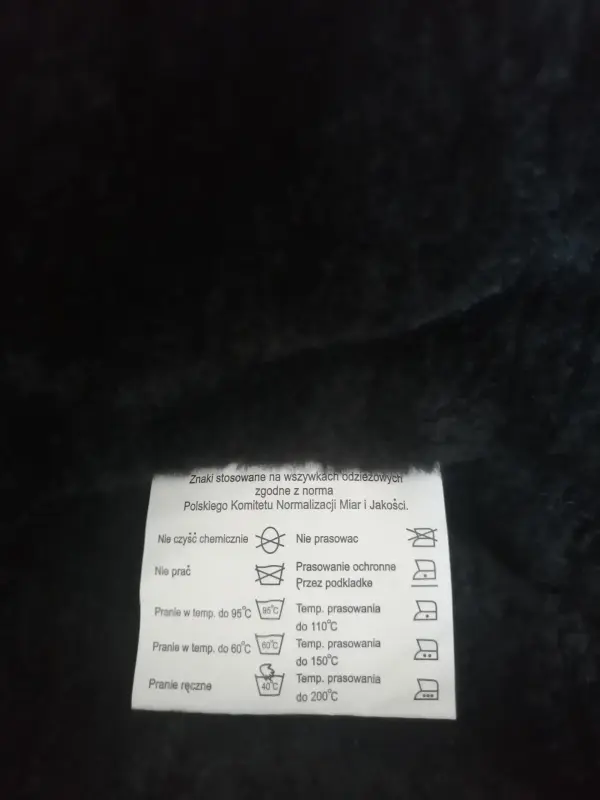 Znaki stosowane na wszywkach odzieżowych
zgodne z norma
Polskiego Komitetu Normalizacji Miar i Jakości.
Nie czyść chemicznie
Nie prasowac
Nie prać
Prasowanie ochronne
Przez podkladke
Pranie w temp. do 95°C 95°C
Temp. prasowania
do 110°C
Pranie w temp. do 60°C 60°C
Temp. prasowania
do 150°C
Pranie ręczne 40°C
Temp. prasowania
do 200°C